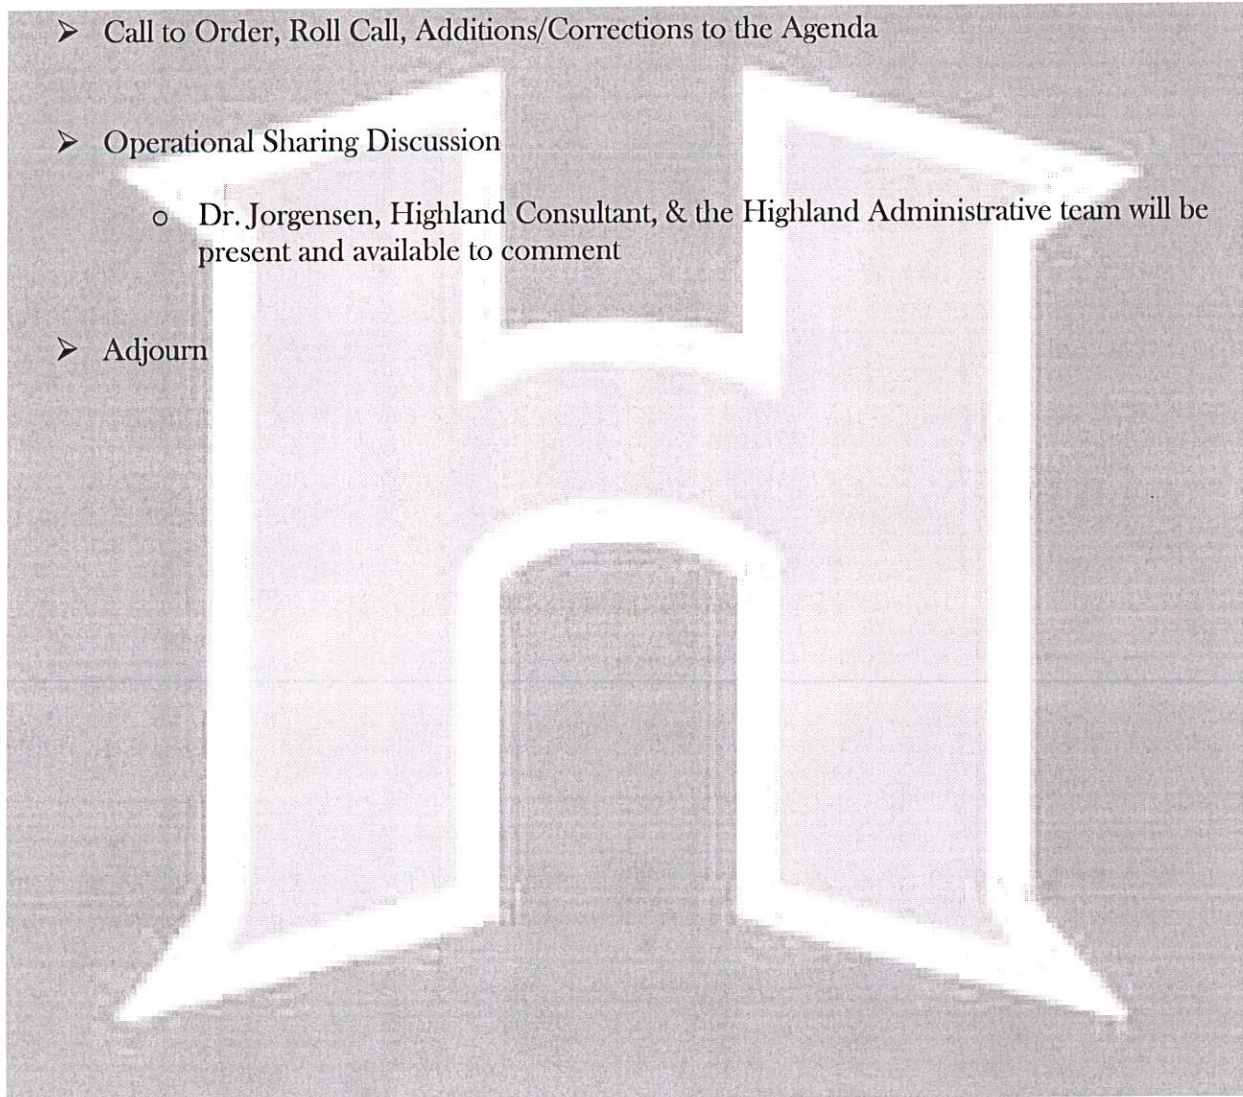 ➤ Call to Order, Roll Call, Additions/Corrections to the Agenda
➤ Operational Sharing Discussion
o Dr. Jorgensen, Highland Consultant, & the Highland Administrative team will be
present and available to comment
➤ Adjourn
H